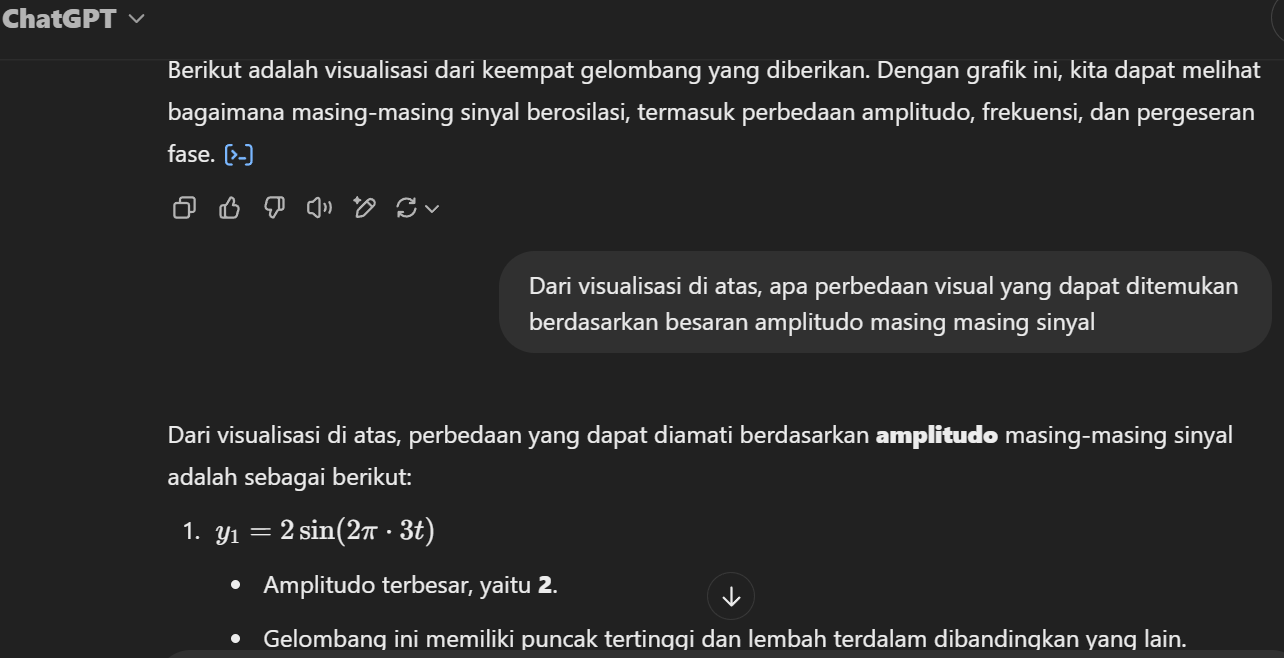 ChatGPT
Berikut adalah visualisasi dari keempat gelombang yang diberikan. Dengan grafik ini, kita dapat melihat
bagaimana masing-masing sinyal berosilasi, termasuk perbedaan amplitudo, frekuensi, dan pergeseran
fase. [>-]
Dari visualisasi di atas, apa perbedaan visual yang dapat ditemukan
berdasarkan besaran amplitudo masing masing sinyal
Dari visualisasi di atas, perbedaan yang dapat diamati berdasarkan amplitudo masing-masing sinyal
adalah sebagai berikut:
1. y₁ = 2 sin(2π · 3t)
• Amplitudo terbesar, yaitu 2.
• Gelombang ini memiliki puncak tertinggi dan lembah terdalam dibandingkan yang lain.